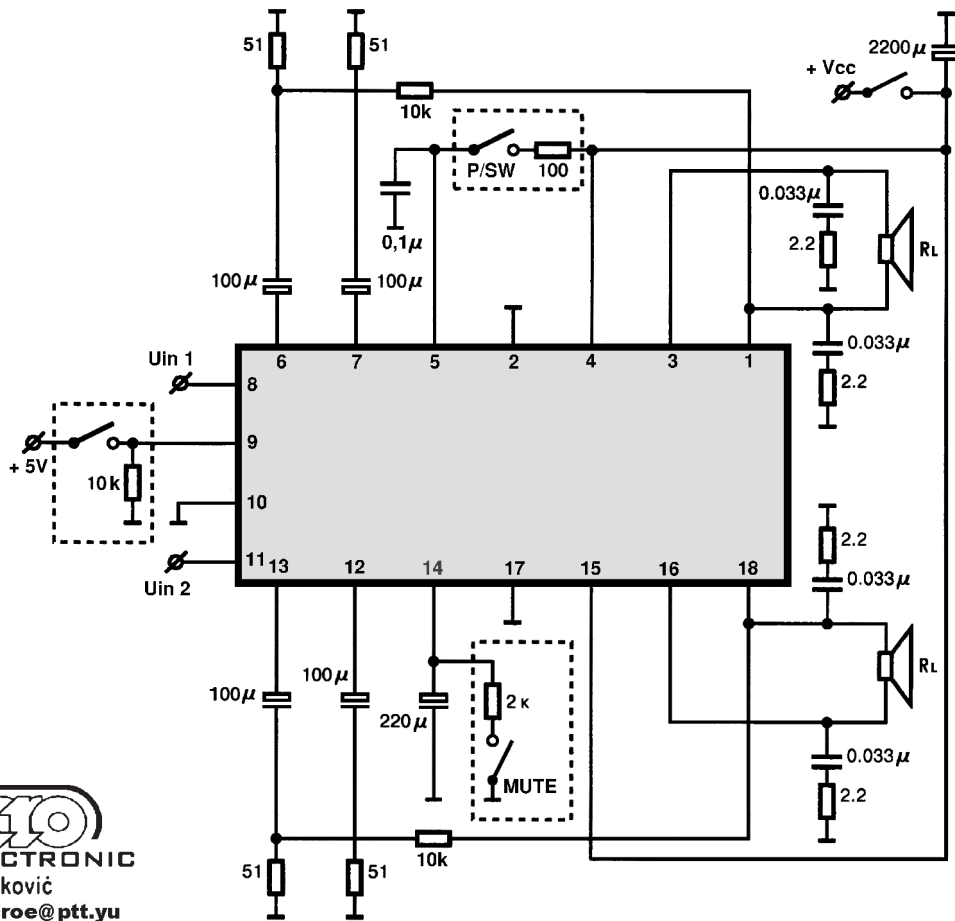 51
51
2200μ
+ Vcc
10k
P/SW
100
0,1μ
0.033μ
2.2
RL
100μ
100μ
0.033μ
2.2
6
7
5
2
4
3
1
Uin 1
8
9
+ 5V
10k
10
11
Uin 2
13
12
14
17
15
16
18
2.2
0.033μ
RL
100μ
100μ
220μ
2 K
MUTE
0.033μ
2.2
10k
51
51
CTRONIC
ković
roe@ptt.yu